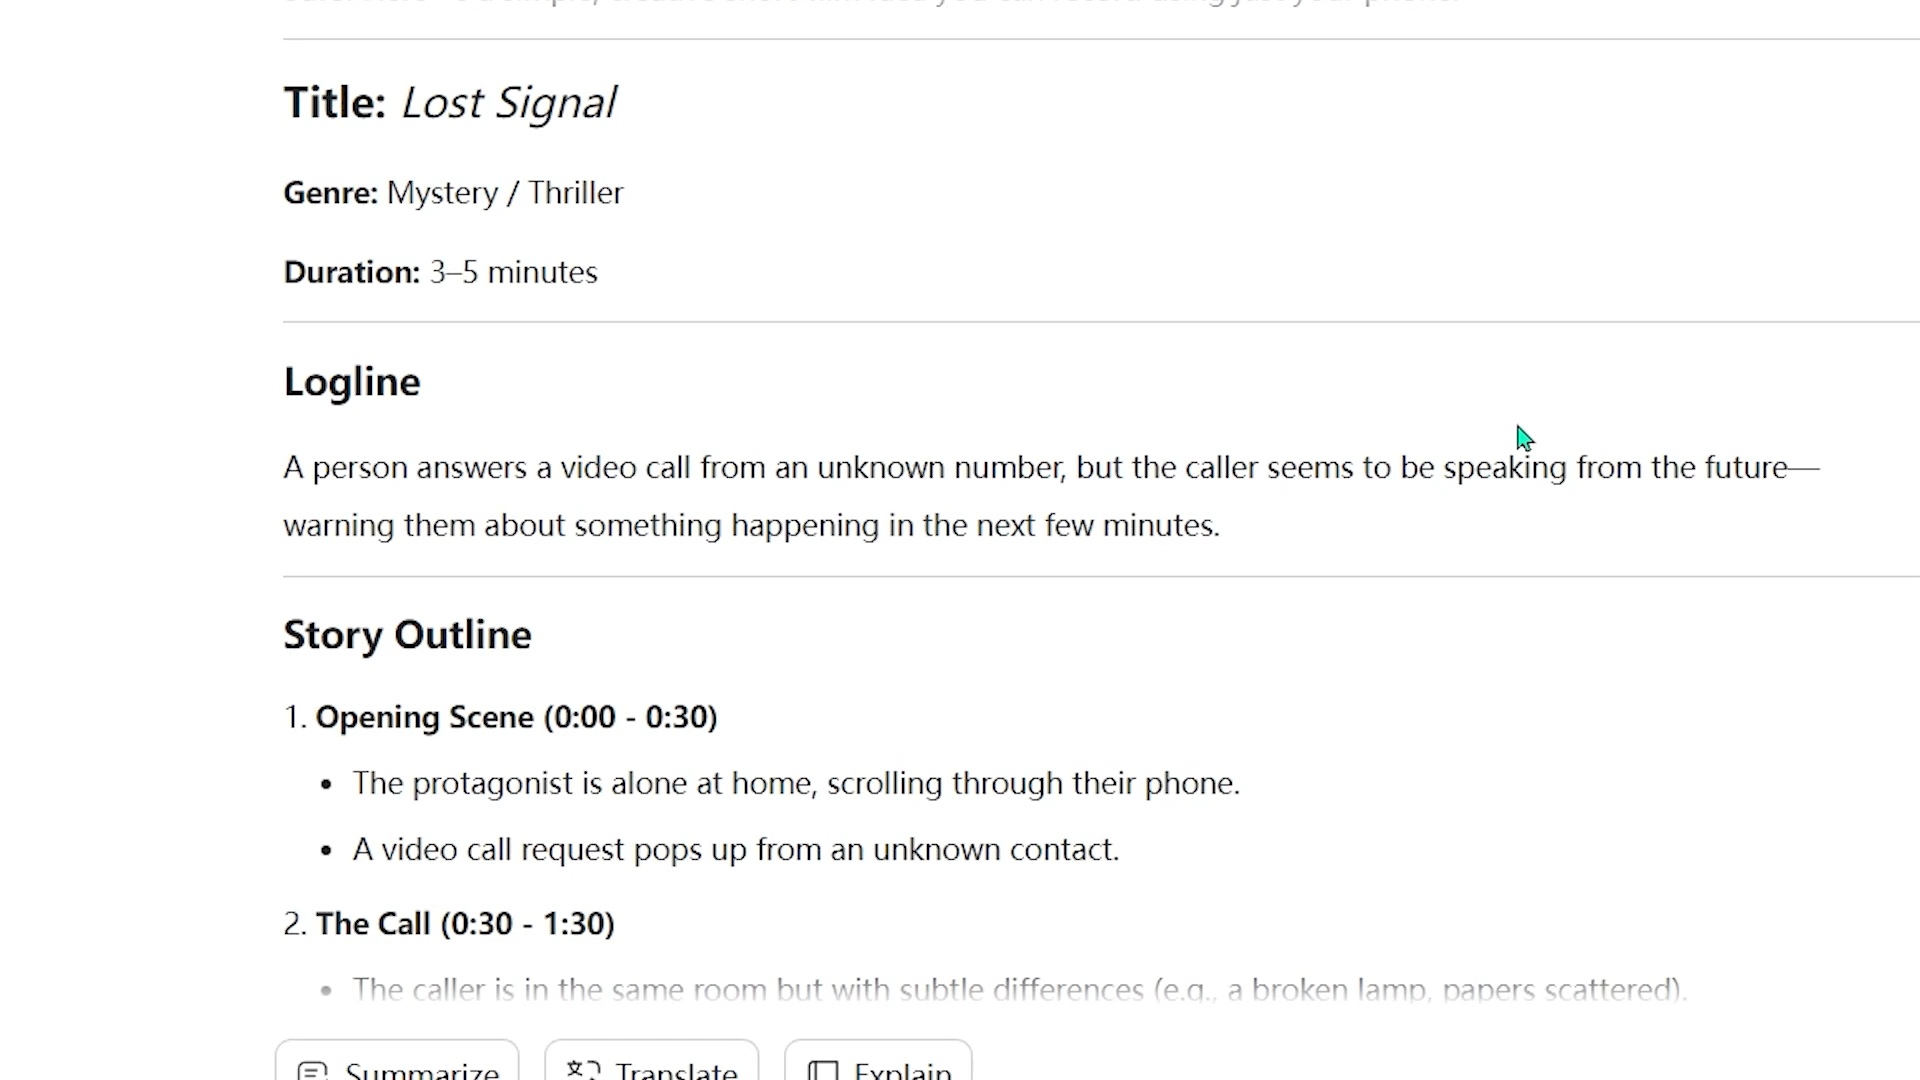 Title: Lost Signal
Genre: Mystery / Thriller
Duration: 3–5 minutes
Logline
A person answers a video call from an unknown number, but the caller seems to be speaking from the future—
warning them about something happening in the next few minutes.
Story Outline
1. Opening Scene (0:00 - 0:30)
• The protagonist is alone at home, scrolling through their phone.
• A video call request pops up from an unknown contact.
2. The Call (0:30 - 1:30)
• The caller is in the same room but with subtle differences (e.g., a broken lamp, papers scattered).
Summarize Translate Explain